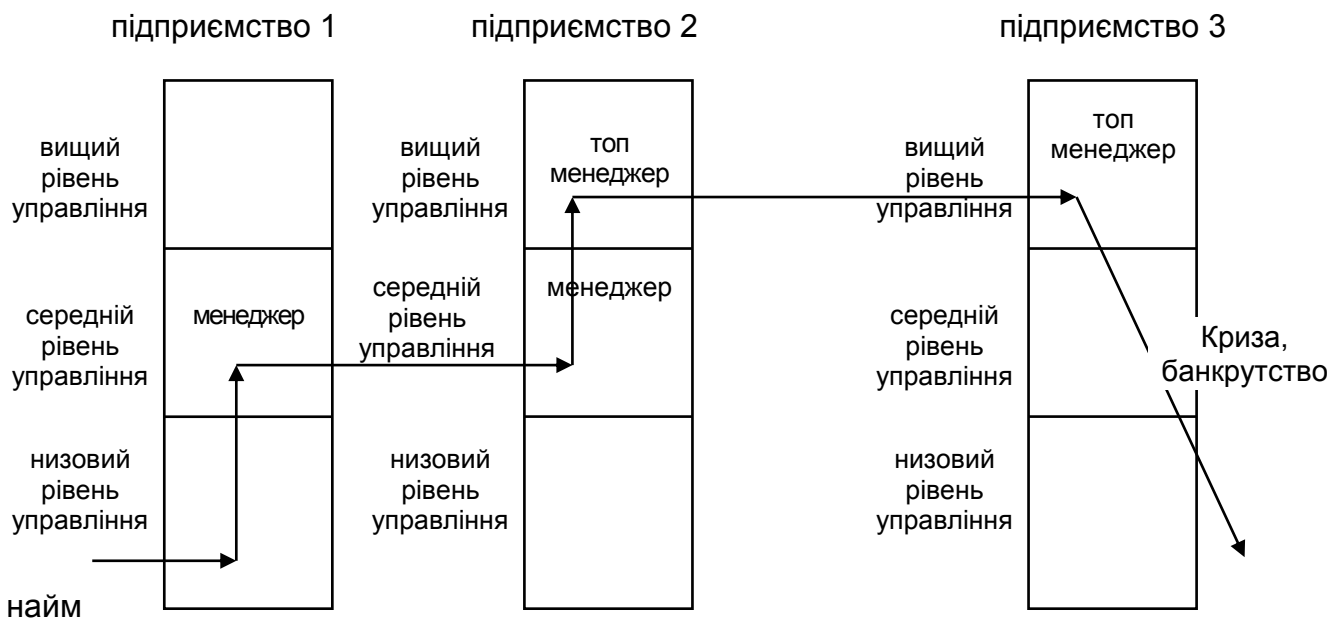 підприємство 1
підприємство 2
підприємство 3
вищий
рівень
управління
вищий
рівень
управління
топ
менеджер
вищий
рівень
управління
топ
менеджер
середній
рівень
управління
менеджер
середній
рівень
управління
менеджер
середній
рівень
управління
Криза,
банкрутство
низовий
рівень
управління
низовий
рівень
управління
низовий
рівень
управління
найм